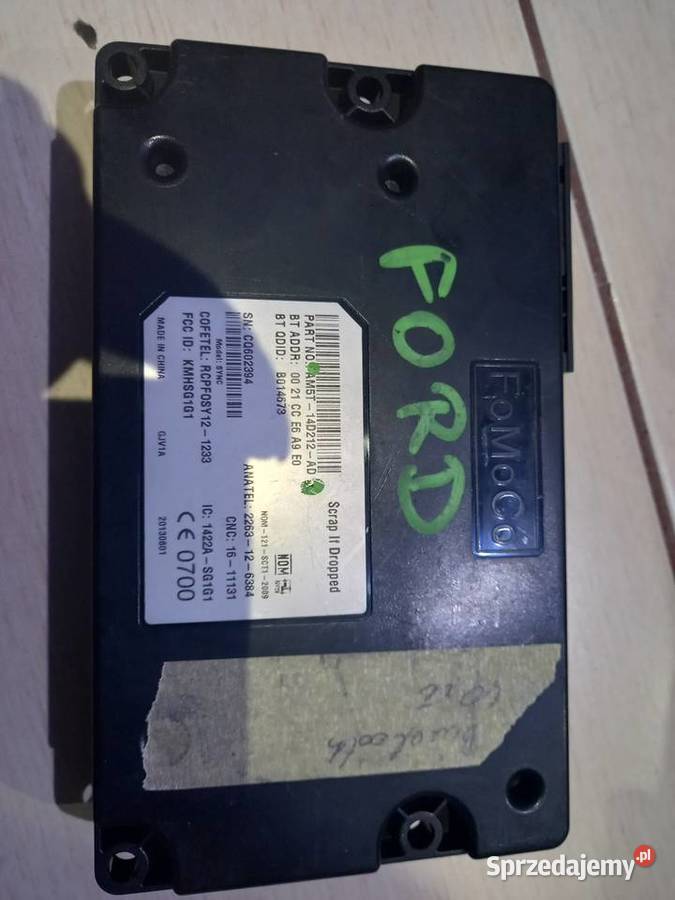 FORD
FoMoCo
Scrap If Dropped
PART NO: AM5T-14D212-AD
BT ADDR: 00 21 CC E6 A9 E0
BT QDID: B014673
NOM
NOM-121-SCT1-2009
SN: CQ602394
ANATEL: 2263-12-6384
Model: SYNC
CNC: 16-11131
COFETEL: RCPFOSY12-1233
IC: 1422A-SG1G1
FCC ID: KMHSG1G1
CE 0700
MADE IN CHINA
GJV1A
20130801
Sprzedajemy.pl